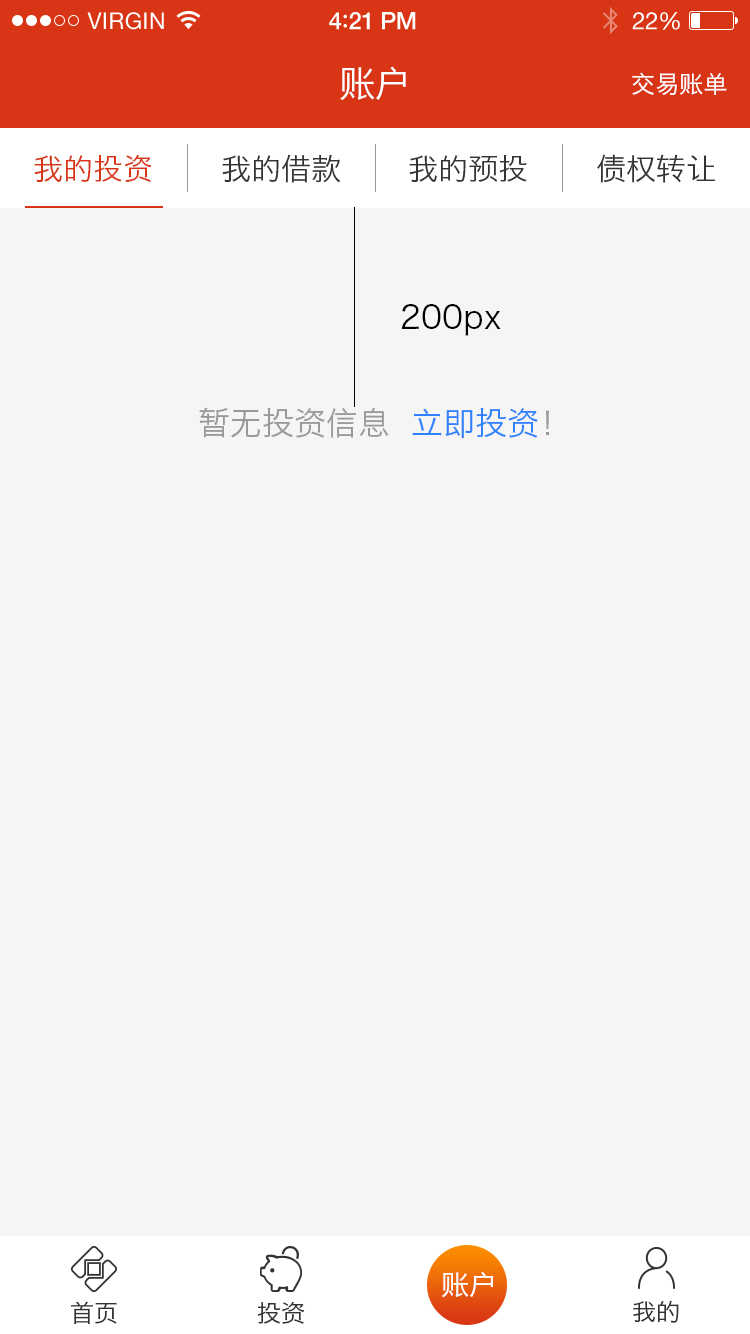 VIRGIN 4:21 PM 22%
账户 交易账单
我的投资 我的借款 我的预投 债权转让
200px
暂无投资信息 立即投资！
首页 投资 账户 我的